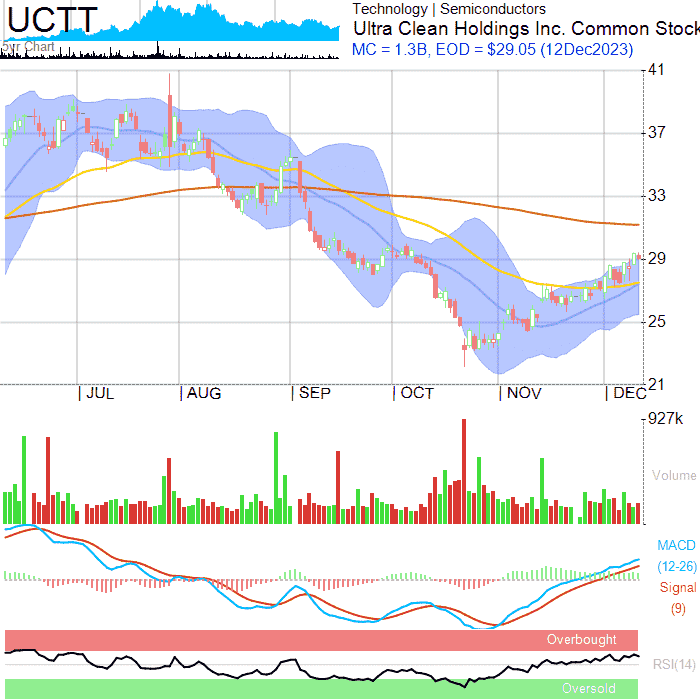 UCTT
5yr Chart
Technology | Semiconductors
Ultra Clean Holdings Inc. Common Stock
MC = 1.3B, EOD = $29.05 (12Dec2023)
41
37
33
29
25
21
JUL AUG SEP OCT NOV DEC
927k
Volume
MACD
(12-26)
Signal
(9)
Overbought
RSI(14)
Oversold